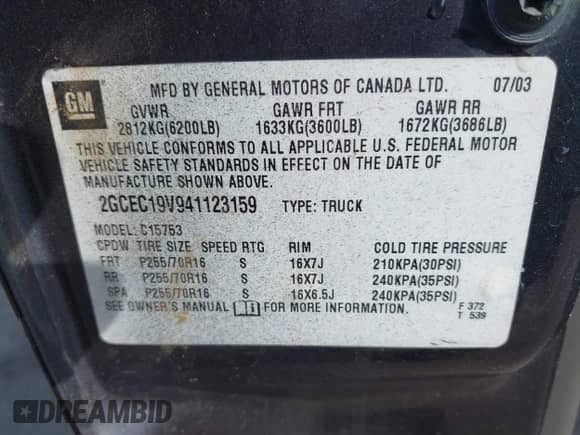 GM
MFD BY GENERAL MOTORS OF CANADA LTD. 07/03
GVWR GAWR FRT GAWR RR
2812KG(6200LB) 1633KG(3600LB) 1672KG(3686LB)
THIS VEHICLE CONFORMS TO ALL APPLICABLE U.S. FEDERAL MOTOR
VEHICLE SAFETY STANDARDS IN EFFECT ON THE DATE OF
MANUFACTURE SHOWN ABOVE.
2GCEC19V941123159 TYPE: TRUCK
MODEL: C15753
CPDW TIRE SIZE SPEED RTG RIM COLD TIRE PRESSURE
FRT P255/70R16 S 16X7J 210KPA(30PSI)
RR P255/70R16 S 16X7J 240KPA(35PSI)
SPA P255/70R16 S 16X6.5J 240KPA(35PSI)
SEE OWNER'S MANUAL FOR MORE INFORMATION. F 372
T 539
DREAMBID